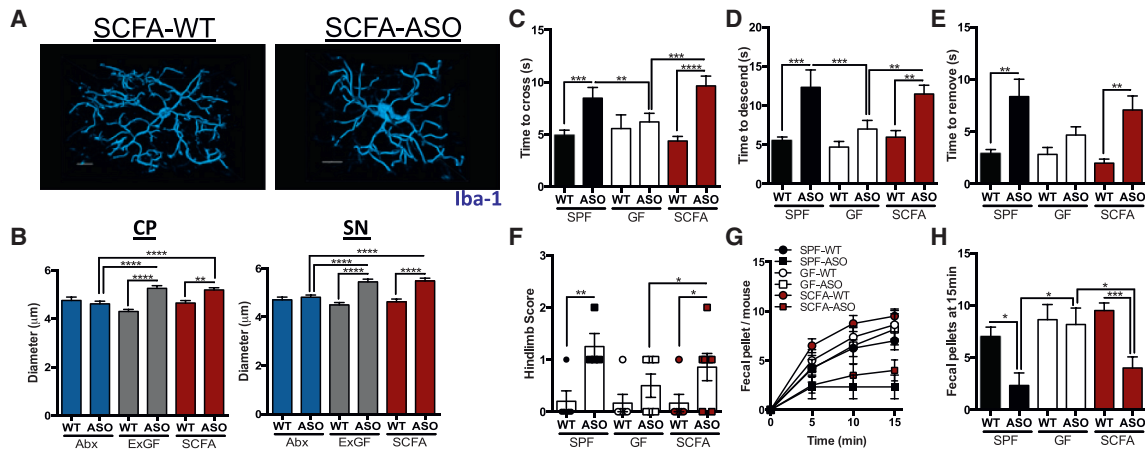 A
SCFA-WT
SCFA-ASO
Iba-1
B
CP
Diameter (μm)
6
4
2
0
****
****
****
**
WT ASO WT ASO WT ASO
Abx ExGF SCFA
SN
Diameter (μm)
6
4
2
0
****
****
****
****
WT ASO WT ASO WT ASO
Abx ExGF SCFA
C
Time to cross (s)
15
10
5
0
***
*** ** ****
WT ASO WT ASO WT ASO
SPF GF SCFA
D
Time to descend (s)
20
15
10
5
0
*** *** **
**
WT ASO WT ASO WT ASO
SPF GF SCFA
E
Time to remove (s)
15
10
5
0
**
**
WT ASO WT ASO WT ASO
SPF GF SCFA
F
Hindlimb Score
3
2
1
0
**
*
*
WT ASO WT ASO WT ASO
SPF GF SCFA
G
SPF-WT
SPF-ASO
GF-WT
GF-ASO
SCFA-WT
SCFA-ASO
Fecal pellet / mouse
10
5
0
0 5 10 15
Time (min)
H
Fecal pellets at 15min
15
10
5
0
* * *
***
WT ASO WT ASO WT ASO
SPF GF SCFA